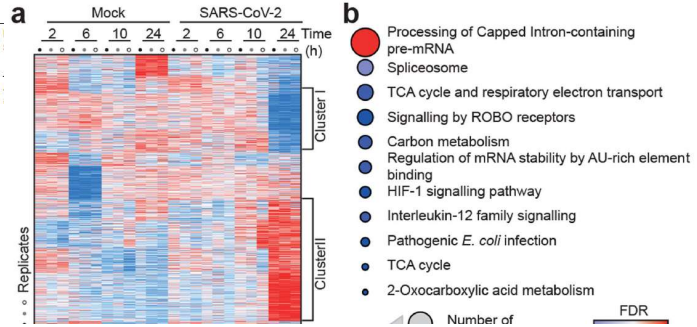 a
Mock
SARS-CoV-2
2 6 10 24 2 6 10 24 Time
(h)
Cluster I
ClusterII
Replicates
b
Processing of Capped Intron-containing
pre-mRNA
Spliceosome
TCA cycle and respiratory electron transport
Signalling by ROBO receptors
Carbon metabolism
Regulation of mRNA stability by AU-rich element
binding
HIF-1 signalling pathway
Interleukin-12 family signalling
Pathogenic E. coli infection
TCA cycle
2-Oxocarboxylic acid metabolism
Number of
FDR